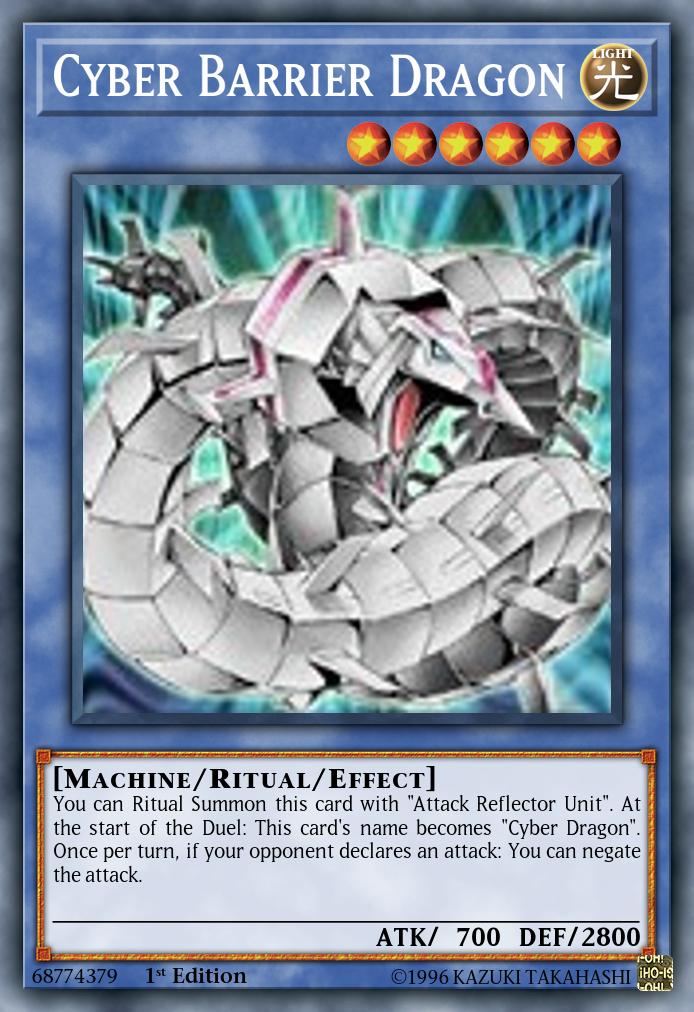 CYBER BARRIER DRAGON
LIGHT
光
[MACHINE/RITUAL/EFFECT]
You can Ritual Summon this card with "Attack Reflector Unit". At
the start of the Duel: This card's name becomes "Cyber Dragon".
Once per turn, if your opponent declares an attack: You can negate
the attack.
ATK/ 700 DEF/2800
68774379 1st Edition ©1996 KAZUKI TAKAHASHI